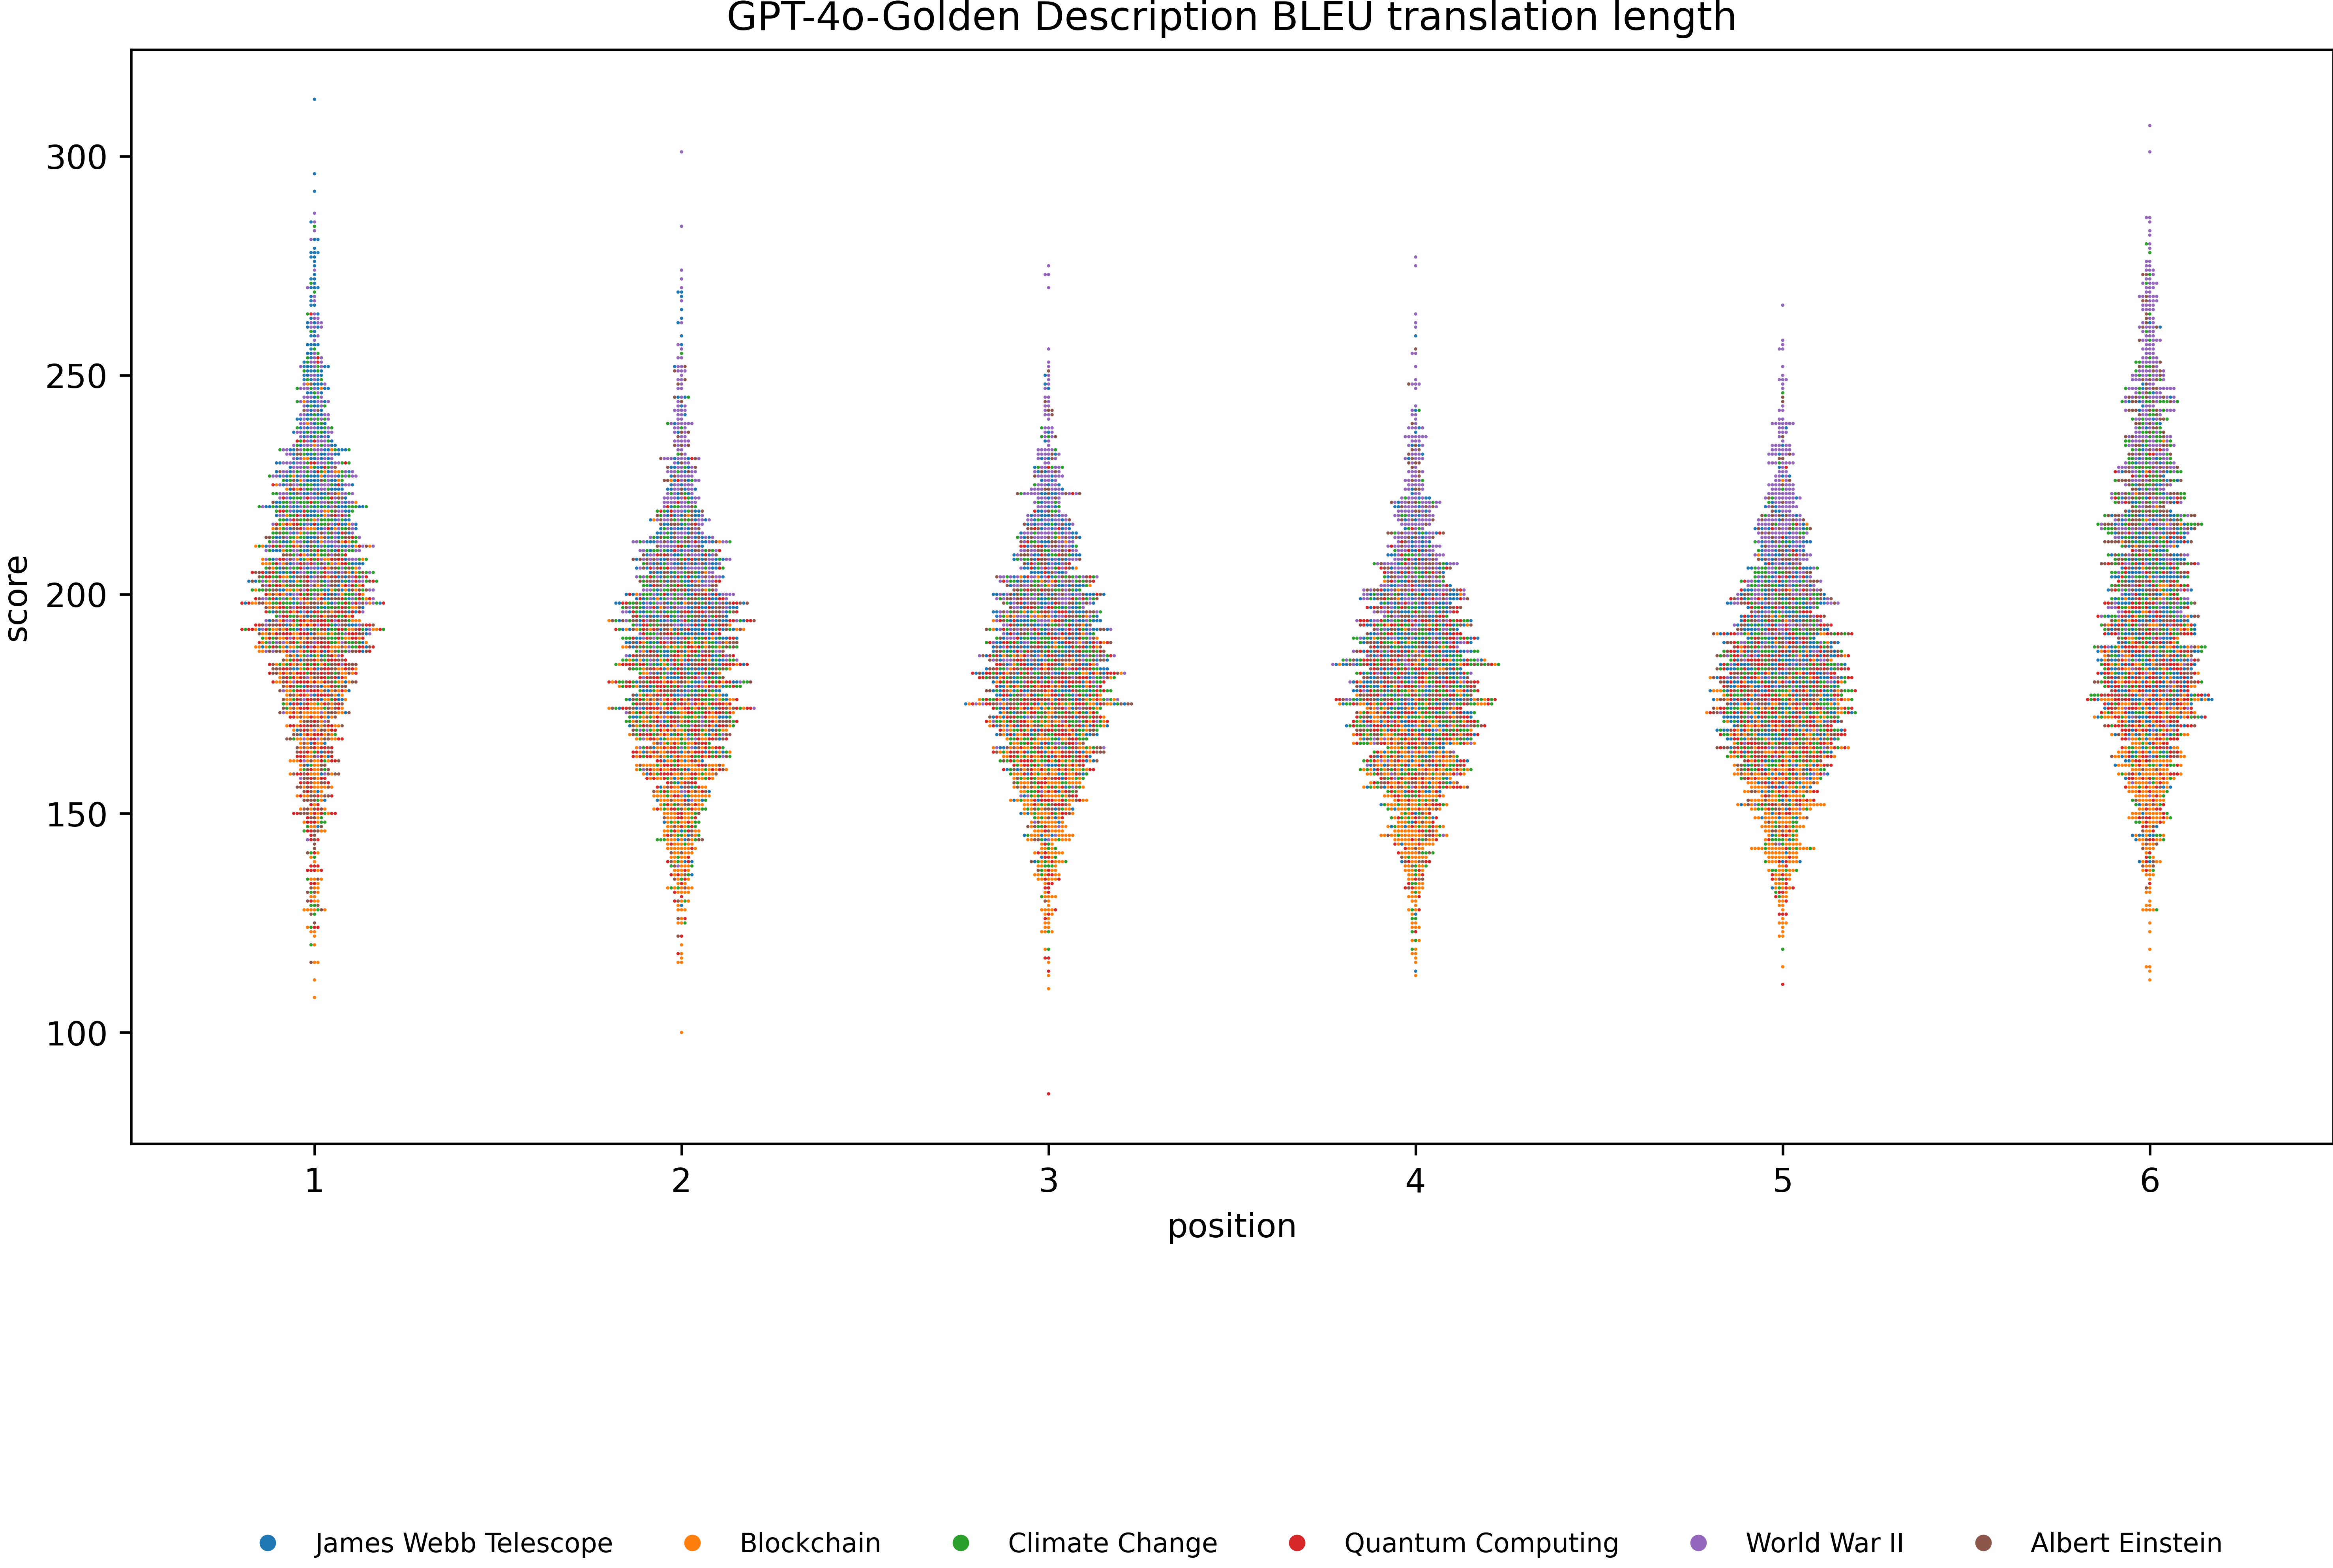 GPT-4o-Golden Description BLEU translation length
300
250
200
150
100
score
1 2 3 4 5 6
position
James Webb Telescope Blockchain Climate Change Quantum Computing World War II Albert Einstein